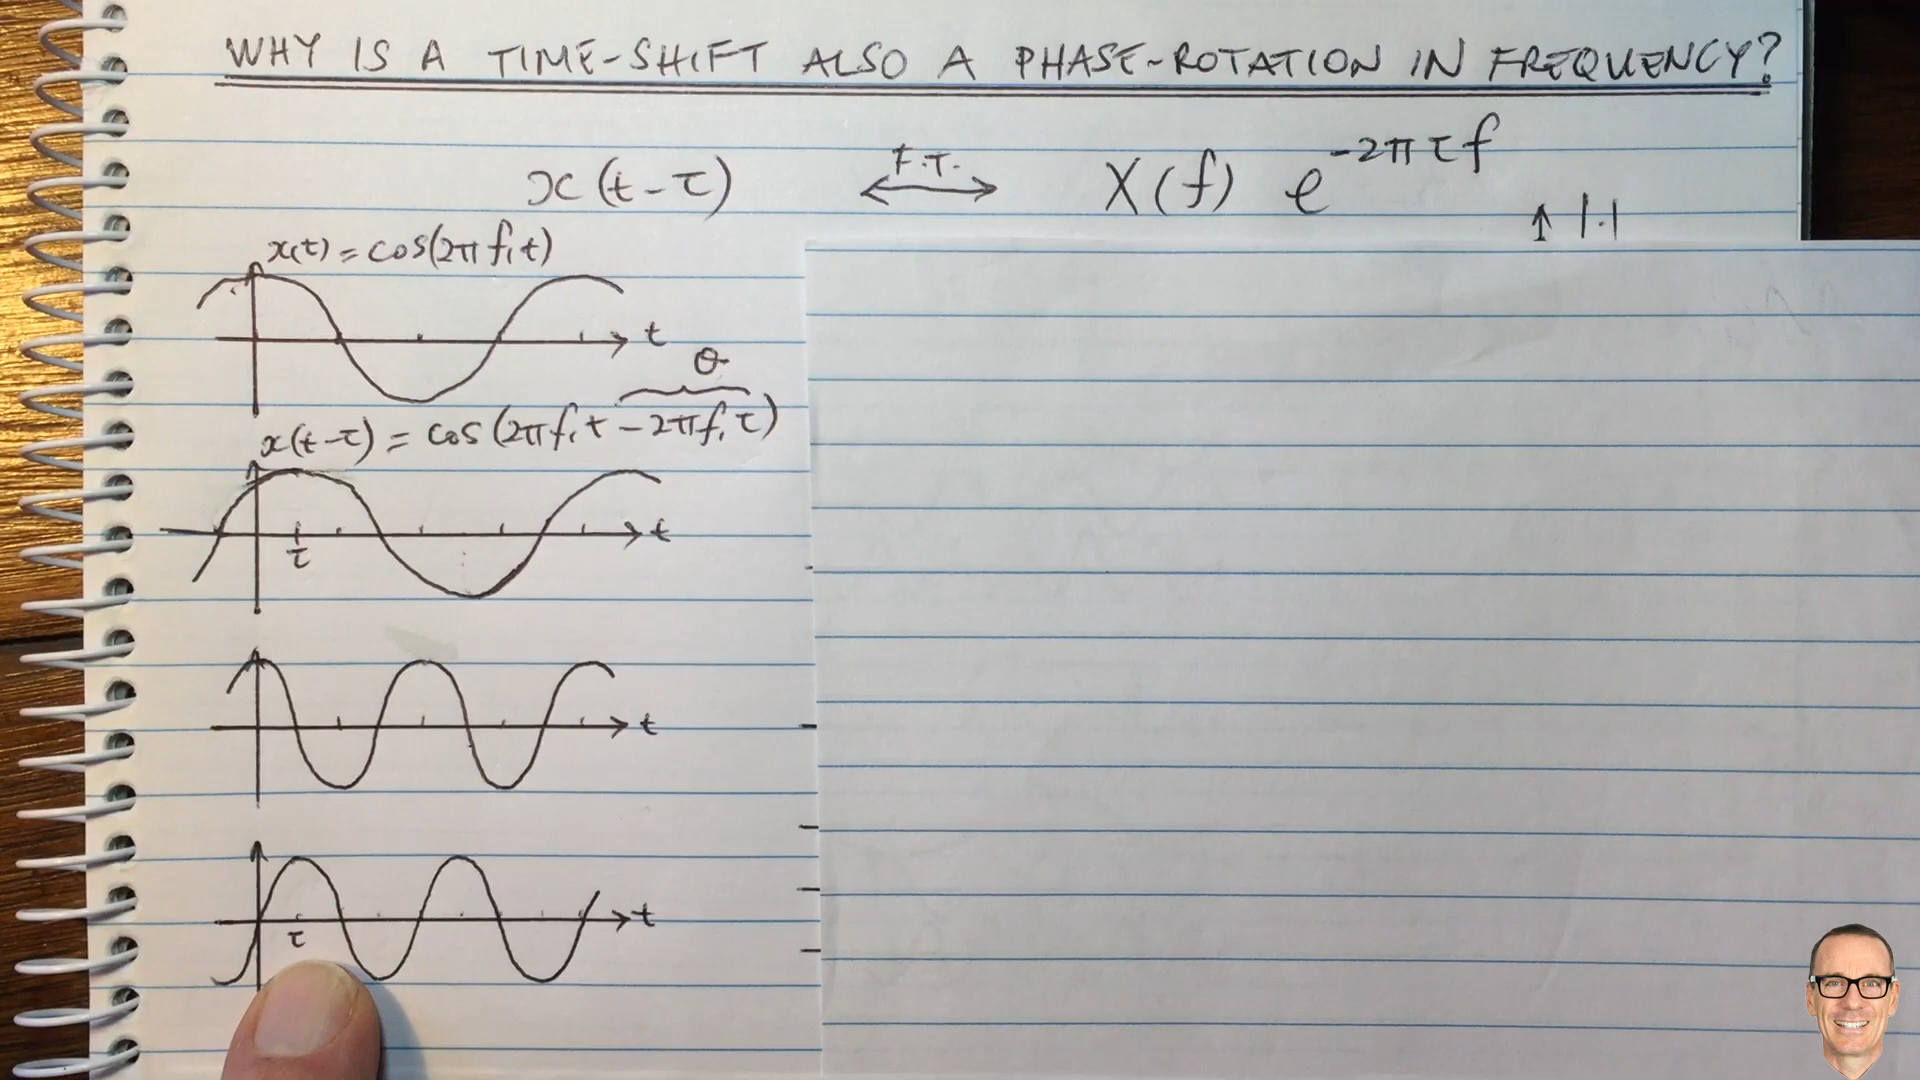 WHY IS A TIME-SHIFT ALSO A PHASE-ROTATION IN FREQUENCY?
x(t-τ) F.T. ↔ X(f) e^{-2πτf}
↑ |.|
x(t) = cos(2πf₁t)
t
θ
x(t-τ) = cos(2πf₁t - 2πf₁τ)
t
τ
t
t
τ